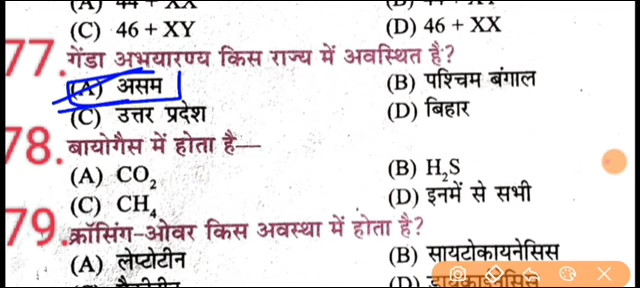 (C) 46 + XY (D) 46 + XX
77. गेंडा अभयारण्य किस राज्य में अवस्थित है?
(A) असम (B) पश्चिम बंगाल
(C) उत्तर प्रदेश (D) बिहार
78. बायोगैस में होता है—
(A) CO₂ (B) H₂S
(C) CH₄ (D) इनमें से सभी
79. क्रॉसिंग-ओवर किस अवस्था में होता है?
(A) लेप्टोटीन (B) सायटोकायनेसिस